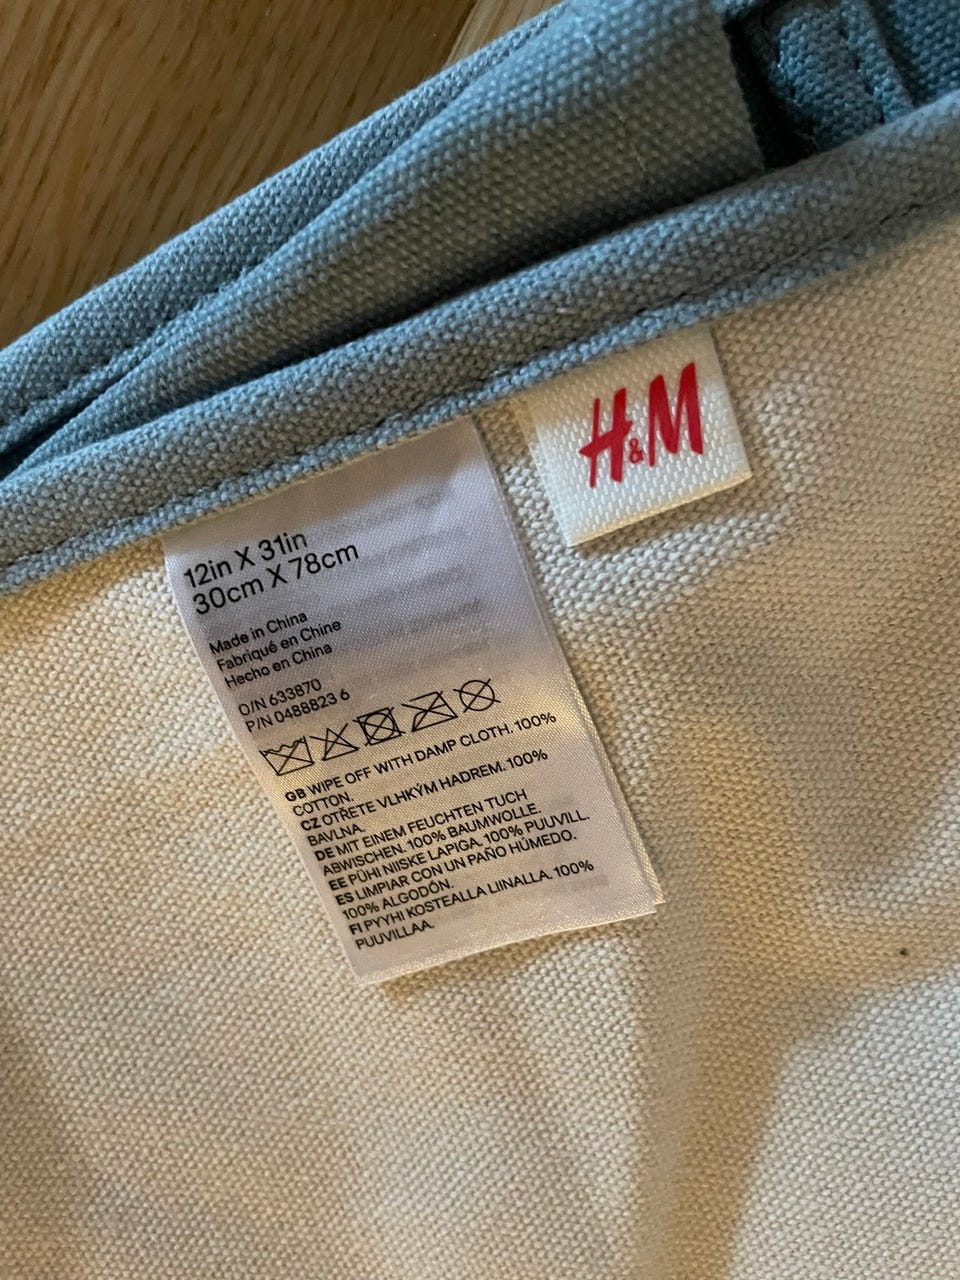 H&M
12in X 31in
30cm X 78cm
Made in China
Fabriqué en Chine
Hecho en China
O/N 633870
P/N 0488823 6
GB WIPE OFF WITH DAMP CLOTH. 100%
COTTON.
CZ OTŘETE VLHKÝM HADREM. 100%
BAVLNA.
DE MIT EINEM FEUCHTEN TUCH
ABWISCHEN. 100% BAUMWOLLE.
EE PÜHI NIISKE LAPIGA. 100% PUUVILL.
ES LIMPIAR CON UN PAÑO HÚMEDO.
100% ALGODÓN.
FI PYYHI KOSTEALLA LIINALLA. 100%
PUUVILLAA.